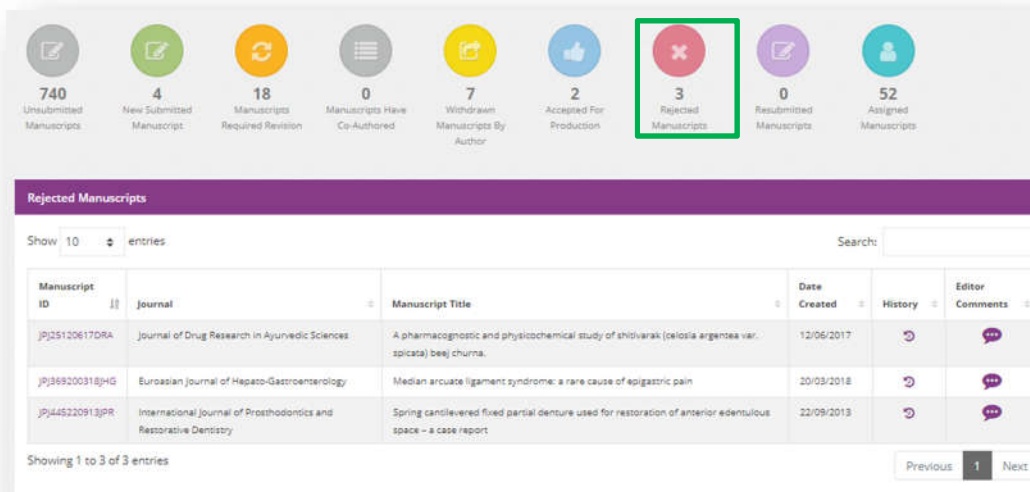 740 4 18 0 7 2 3 0 52
Unsubmitted New Submitted Manuscripts Manuscripts Have Withdrawn Accepted For Rejected Resubmitted Assigned
Manuscripts Manuscript Required Revision Co-Authored Manuscripts By Production Manuscripts Manuscripts Manuscripts
Author
Rejected Manuscripts
Show 10 entries Search:
Manuscript Date Editor
ID Journal Manuscript Title Created History Comments
JPJ25120617DRA Journal of Drug Research in Ayurvedic Sciences A pharmacognostic and physicochemical study of shitivarak (celosia argentea var. 12/06/2017
spicata) beej churna.
JPJ369200318JHG Euroasian Journal of Hepato-Gastroenterology Median arcuate ligament syndrome: a rare cause of epigastric pain 20/03/2018
JPJ445220913JPR International Journal of Prosthodontics and Spring cantilevered fixed partial denture used for restoration of anterior edentulous 22/09/2013
Restorative Dentistry space – a case report
Showing 1 to 3 of 3 entries Previous 1 Next